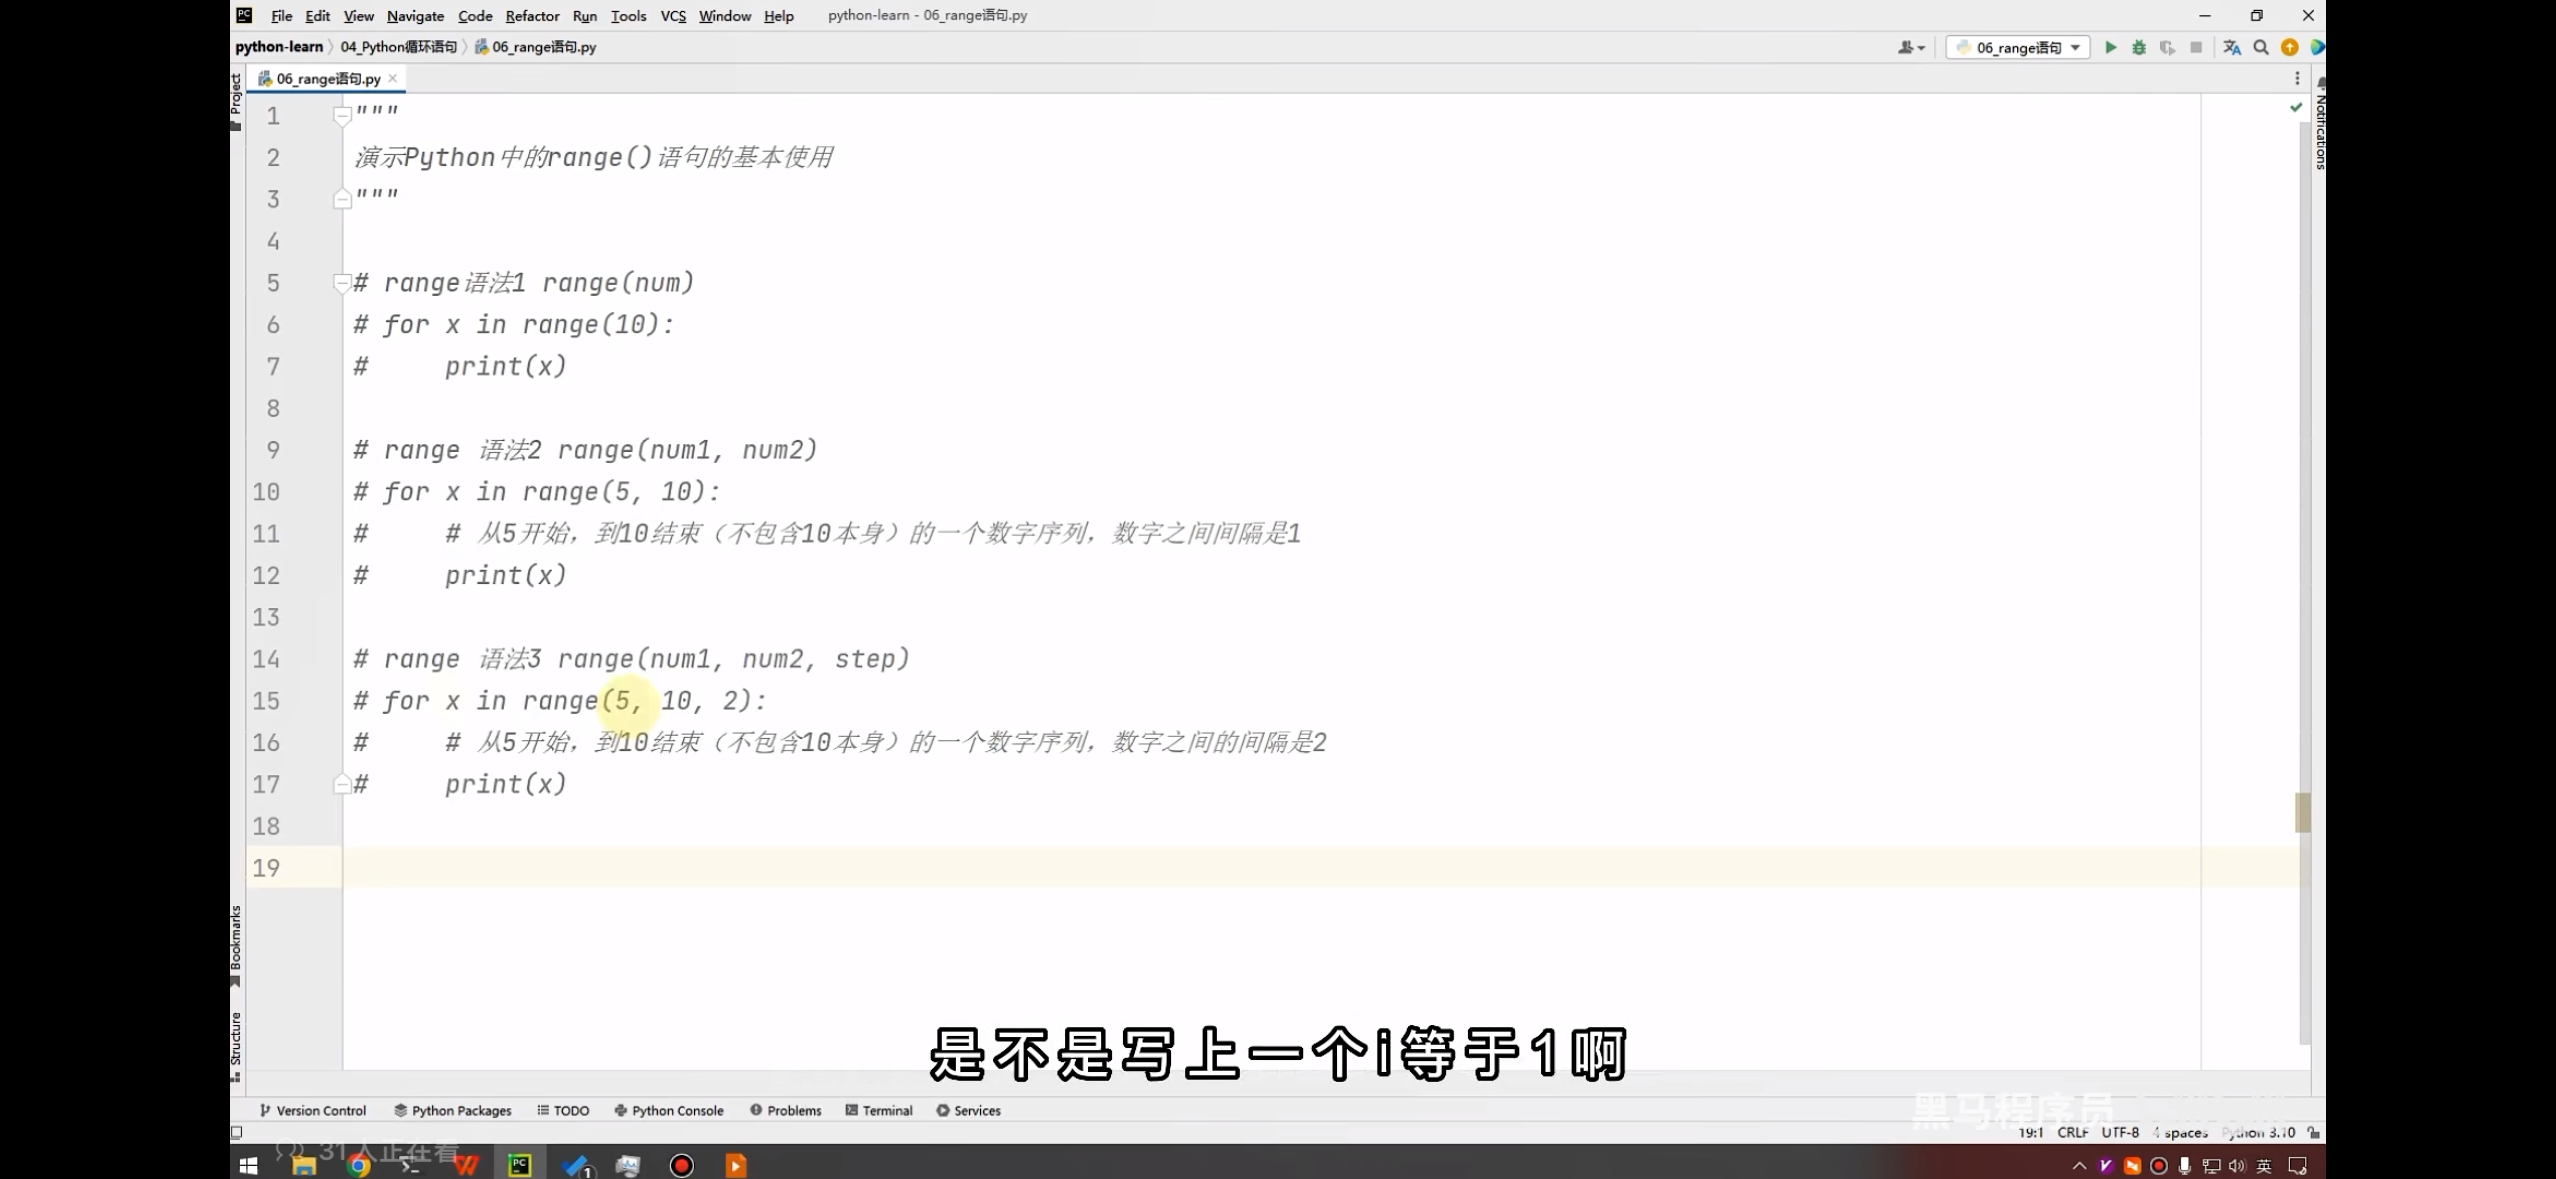 File Edit View Navigate Code Refactor Run Tools VCS Window Help python-learn - 06_range语句.py
python-learn 04_Python循环语句 06_range语句.py 06_range语句
06_range语句.py
Project
Notifications
1 """
2 演示Python中的range()语句的基本使用
3 """
4
5 # range语法1 range(num)
6 # for x in range(10):
7 #     print(x)
8
9 # range 语法2 range(num1, num2)
10 # for x in range(5, 10):
11 #     # 从5开始，到10结束（不包含10本身）的一个数字序列，数字之间间隔是1
12 #     print(x)
13
14 # range 语法3 range(num1, num2, step)
15 # for x in range(5, 10, 2):
16 #     # 从5开始，到10结束（不包含10本身）的一个数字序列，数字之间的间隔是2
17 #     print(x)
18
19
Bookmarks
Structure
是不是写上一个i等于1啊
Version Control Python Packages TODO Python Console Problems Terminal Services
黑马程序员
19:1 CRLF UTF-8 4 spaces Python 3.10
31人正在看
英